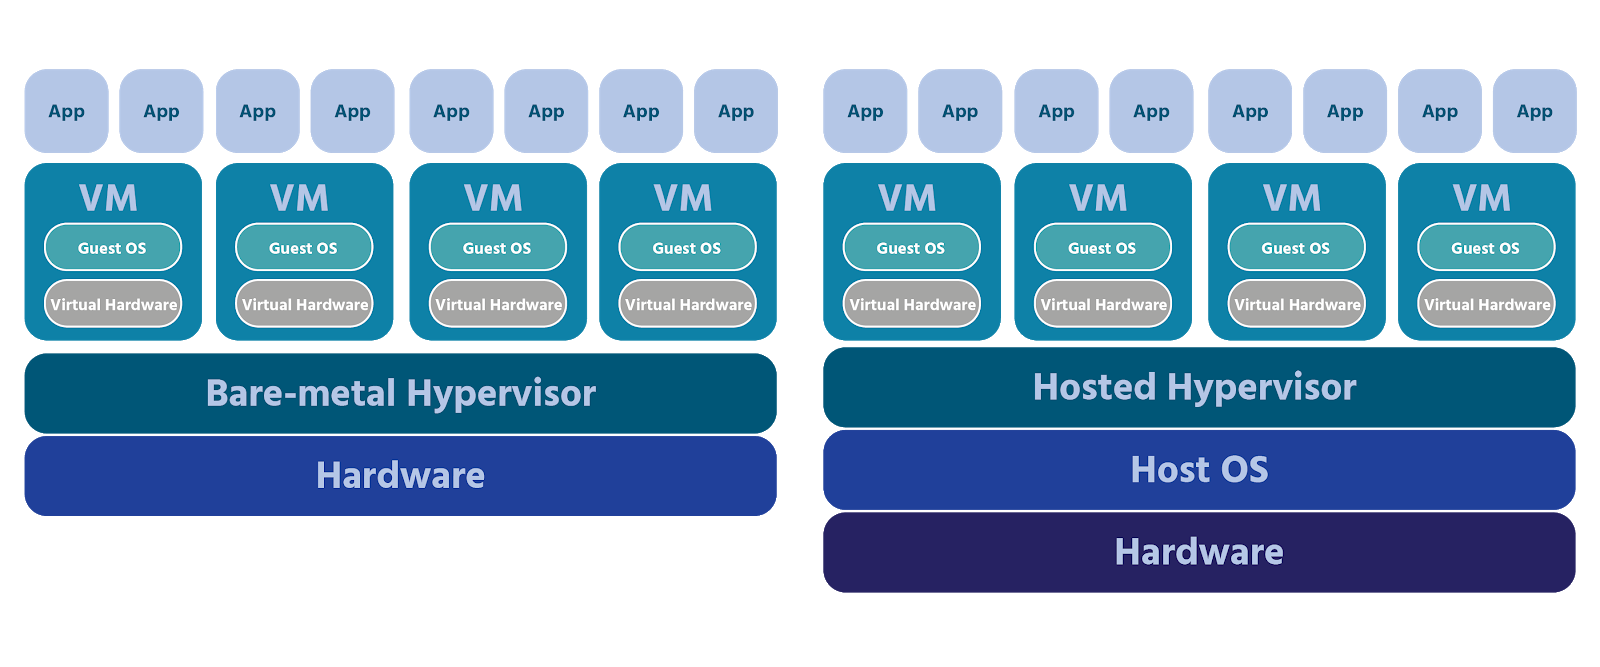 App App App App App App App App
VM VM VM VM
Guest OS Guest OS Guest OS Guest OS
Virtual Hardware Virtual Hardware Virtual Hardware Virtual Hardware
Bare-metal Hypervisor
Hardware
App App App App App App App App
VM VM VM VM
Guest OS Guest OS Guest OS Guest OS
Virtual Hardware Virtual Hardware Virtual Hardware Virtual Hardware
Hosted Hypervisor
Host OS
Hardware